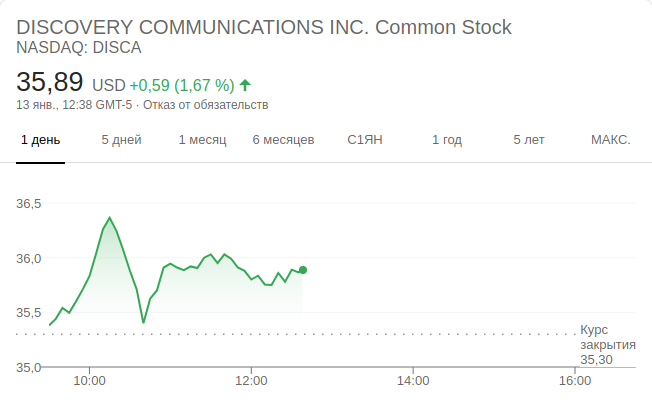 DISCOVERY COMMUNICATIONS INC. Common Stock
NASDAQ: DISCA
35,89 USD +0,59 (1,67 %)
13 янв., 12:38 GMT-5 · Отказ от обязательств
1 день 5 дней 1 месяц 6 месяцев С1ЯН 1 год 5 лет МАКС.
36,5
36,0
35,5
Курс
закрытия
35,30
35,0
10:00 12:00 14:00 16:00